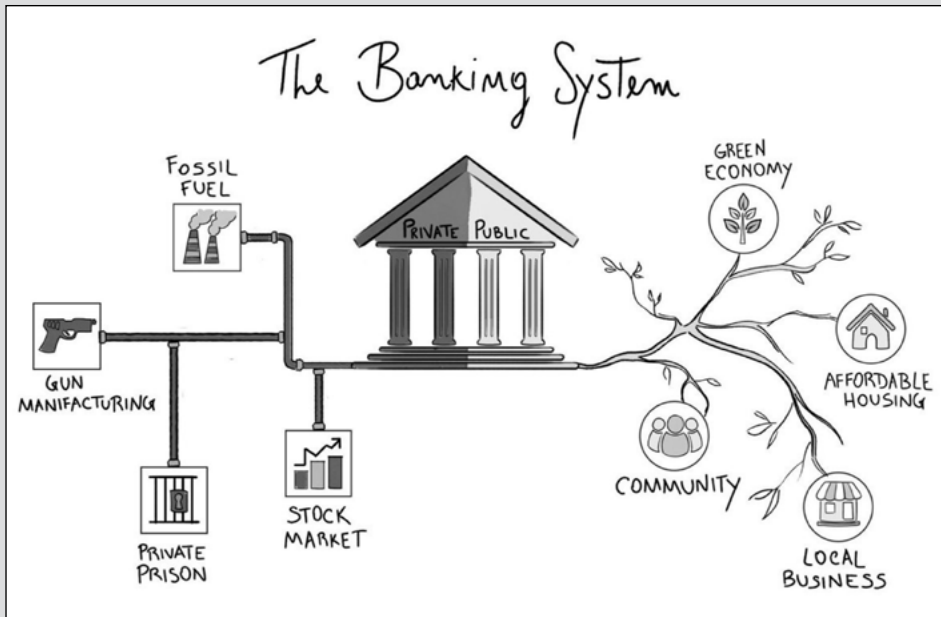 The Banking System
FOSSIL
FUEL
GREEN
ECONOMY
PRIVATE PUBLIC
GUN
MANIFACTURING
AFFORDABLE
HOUSING
COMMUNITY
STOCK
MARKET
PRIVATE
PRISON
LOCAL
BUSINESS